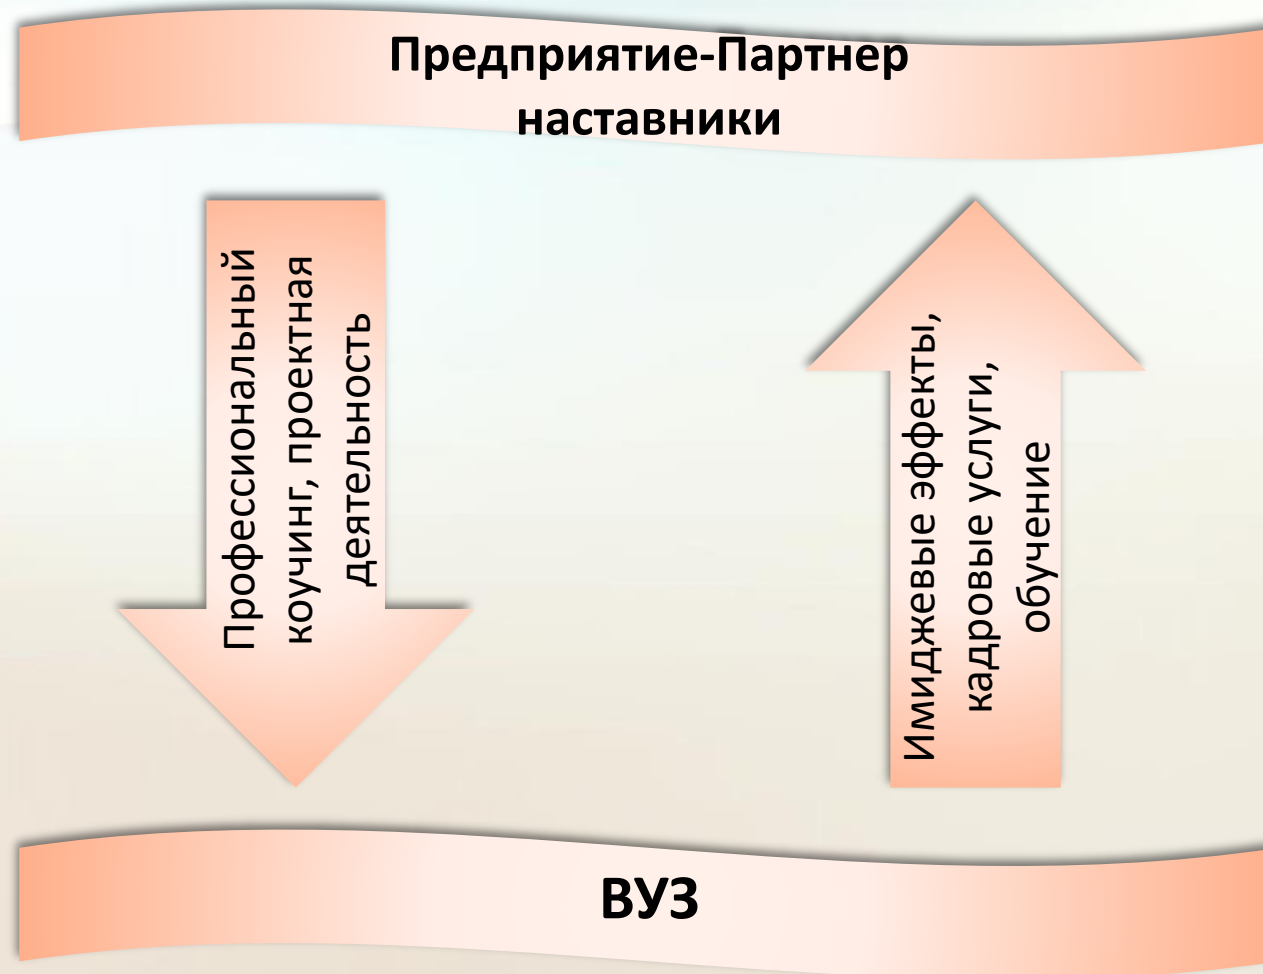 Предприятие-Партнер
наставники
Профессиональный
коучинг, проектная
деятельность
Имиджевые эффекты,
кадровые услуги,
обучение
ВУЗ